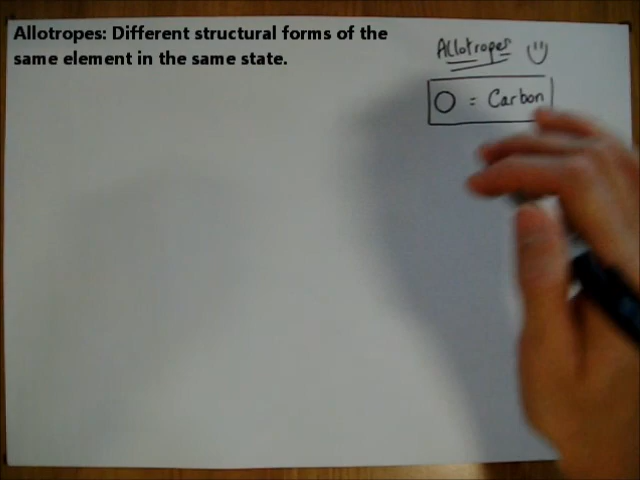 Allotropes: Different structural forms of the
same element in the same state.
Allotropes
= Carbon